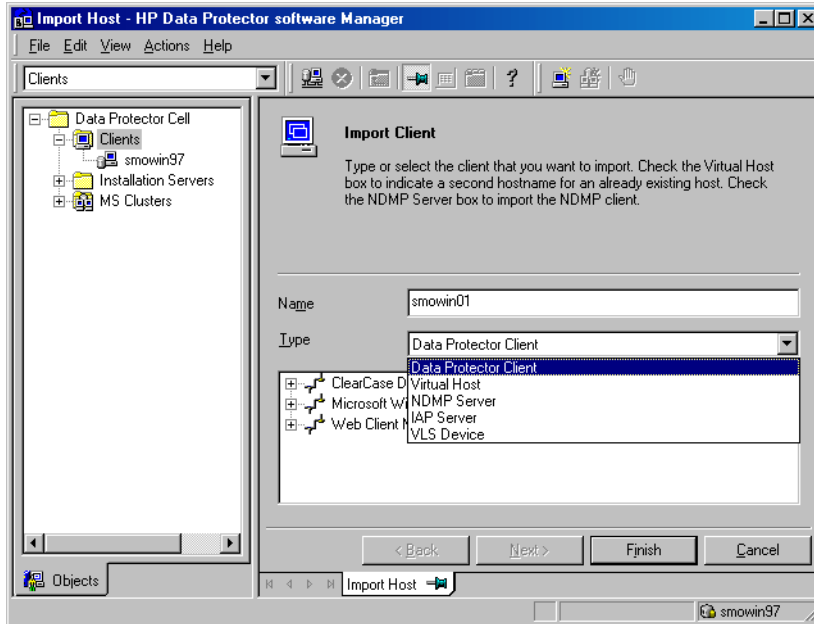 Import Host - HP Data Protector software Manager
File Edit View Actions Help
Clients
Data Protector Cell
Clients
smowin97
Installation Servers
MS Clusters
Objects
Import Client
Type or select the client that you want to import. Check the Virtual Host
box to indicate a second hostname for an already existing host. Check
the NDMP Server box to import the NDMP client.
Name
smowin01
Type
Data Protector Client
Data Protector Client
Virtual Host
NDMP Server
IAP Server
VLS Device
ClearCase D
Microsoft Wi
Web Client
< Back
Next >
Finish
Cancel
Import Host
smowin97